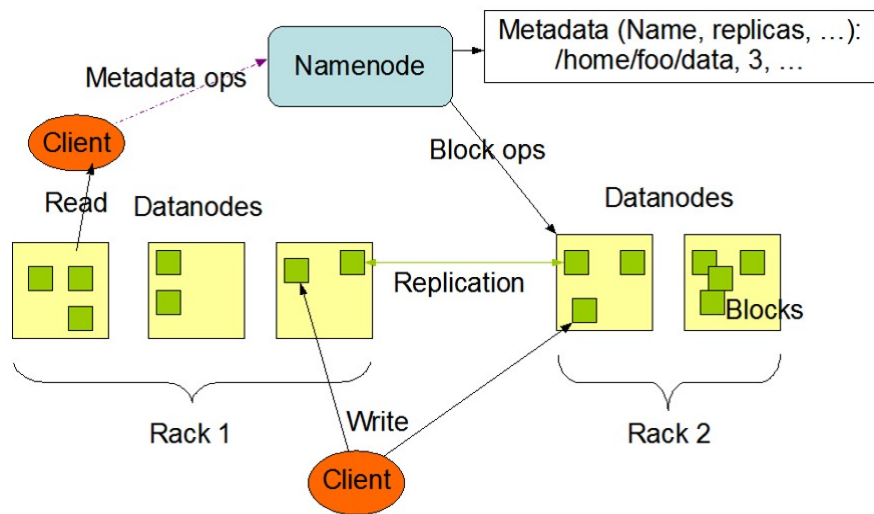 Metadata (Name, replicas, …):
/home/foo/data, 3, …
Namenode
Metadata ops
Client
Block ops
Read
Datanodes
Datanodes
Replication
Blocks
Rack 1
Write
Rack 2
Client